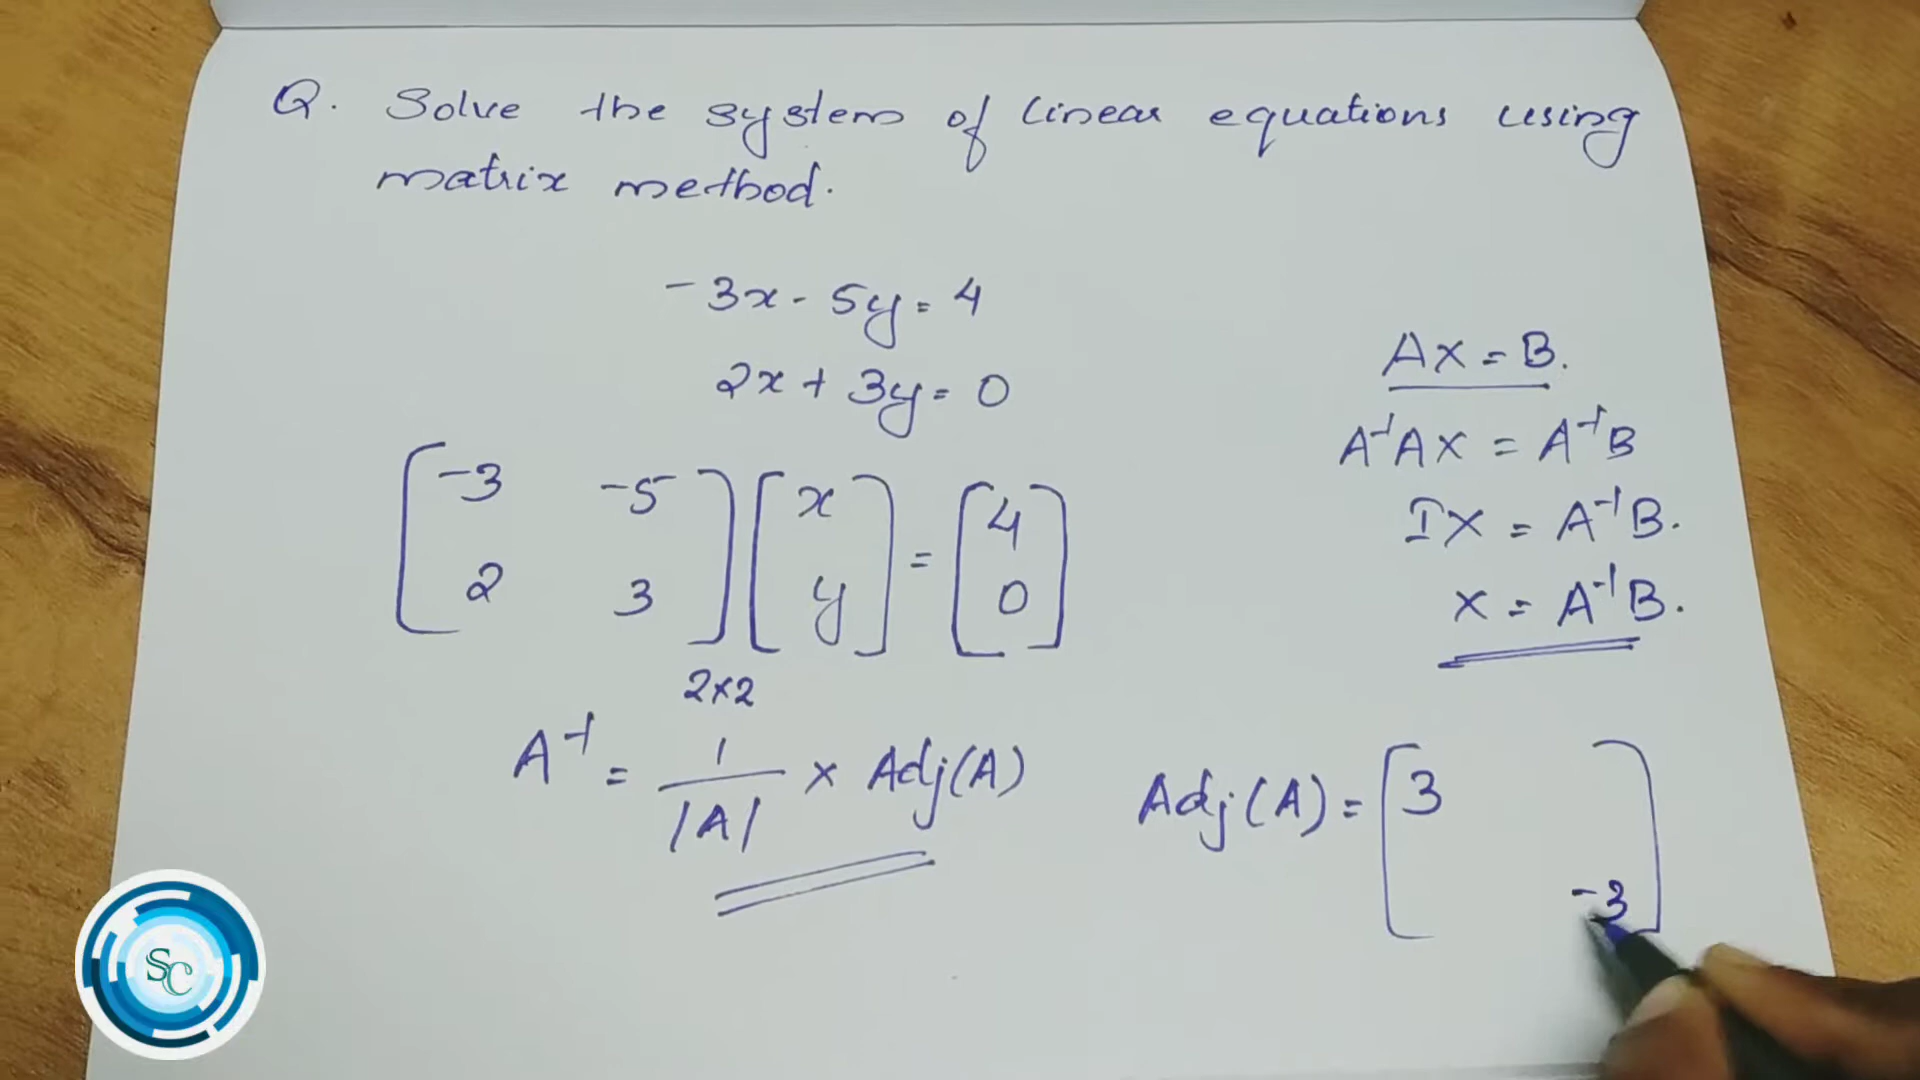 Q. Solve the system of linear equations using
matrix method.
-3x - 5y = 4
2x + 3y = 0
[-3 -5] [x] = [4]
[2 3] [y] [0]
2×2
AX = B.
A⁻¹AX = A⁻¹B
IX = A⁻¹B.
X = A⁻¹B.
A⁻¹ = 1/|A| × Adj(A)
Adj(A) = [3
-3]
SC